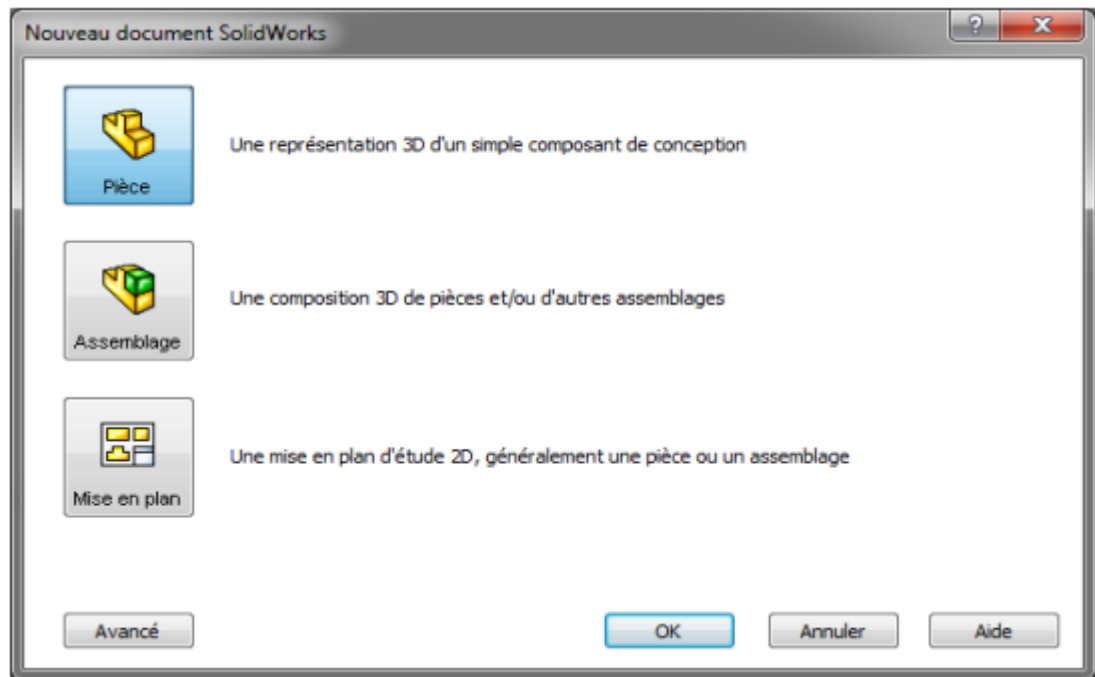 Nouveau document SolidWorks
Une représentation 3D d'un simple composant de conception
Pièce
Une composition 3D de pièces et/ou d'autres assemblages
Assemblage
Une mise en plan d'étude 2D, généralement une pièce ou un assemblage
Mise en plan
Avancé
OK
Annuler
Aide